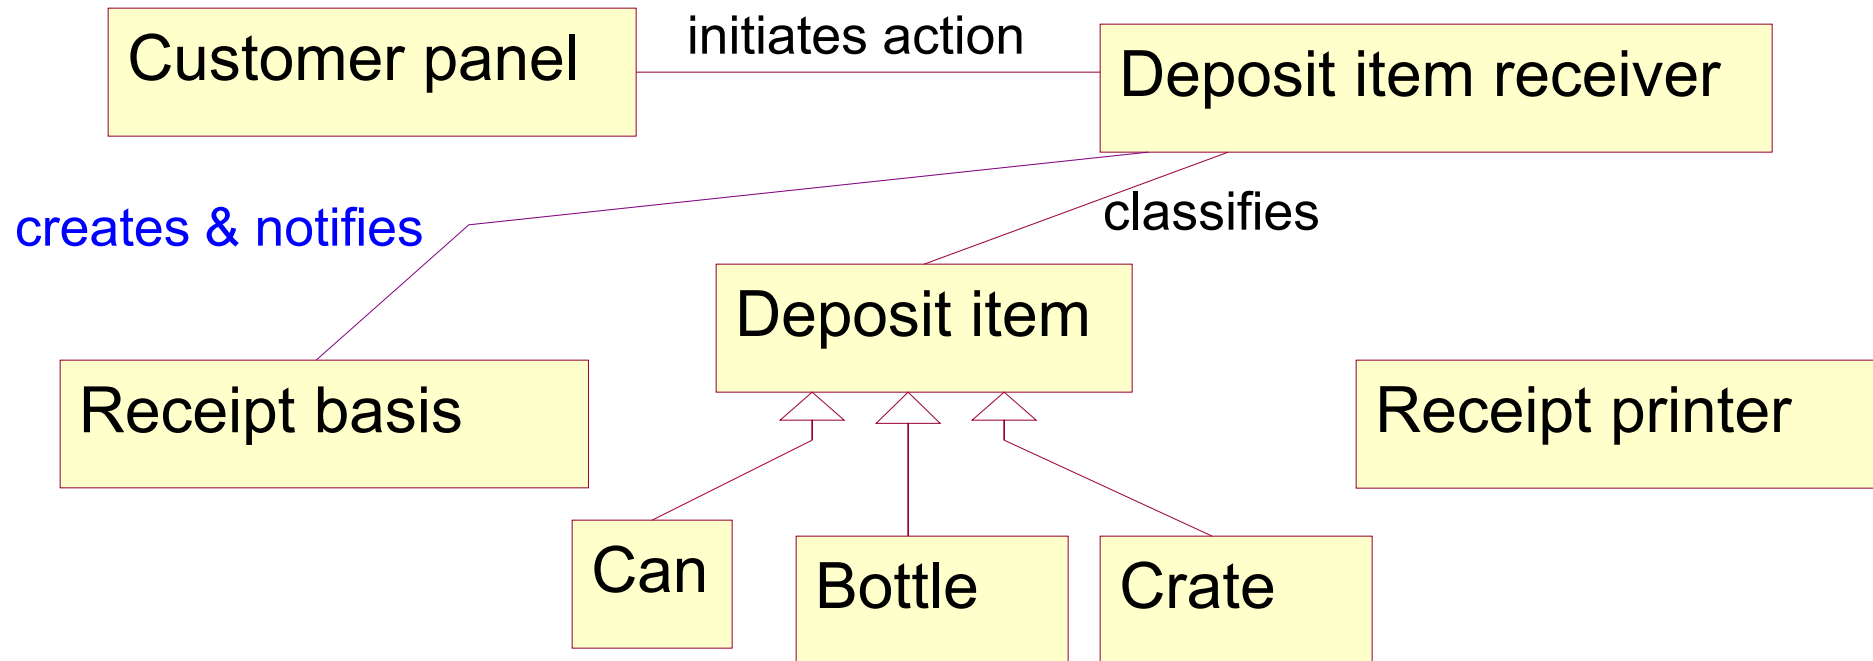 Customer panel
initiates action
Deposit item receiver
creates & notifies
classifies
Deposit item
Receipt basis
Receipt printer
Can
Bottle
Crate